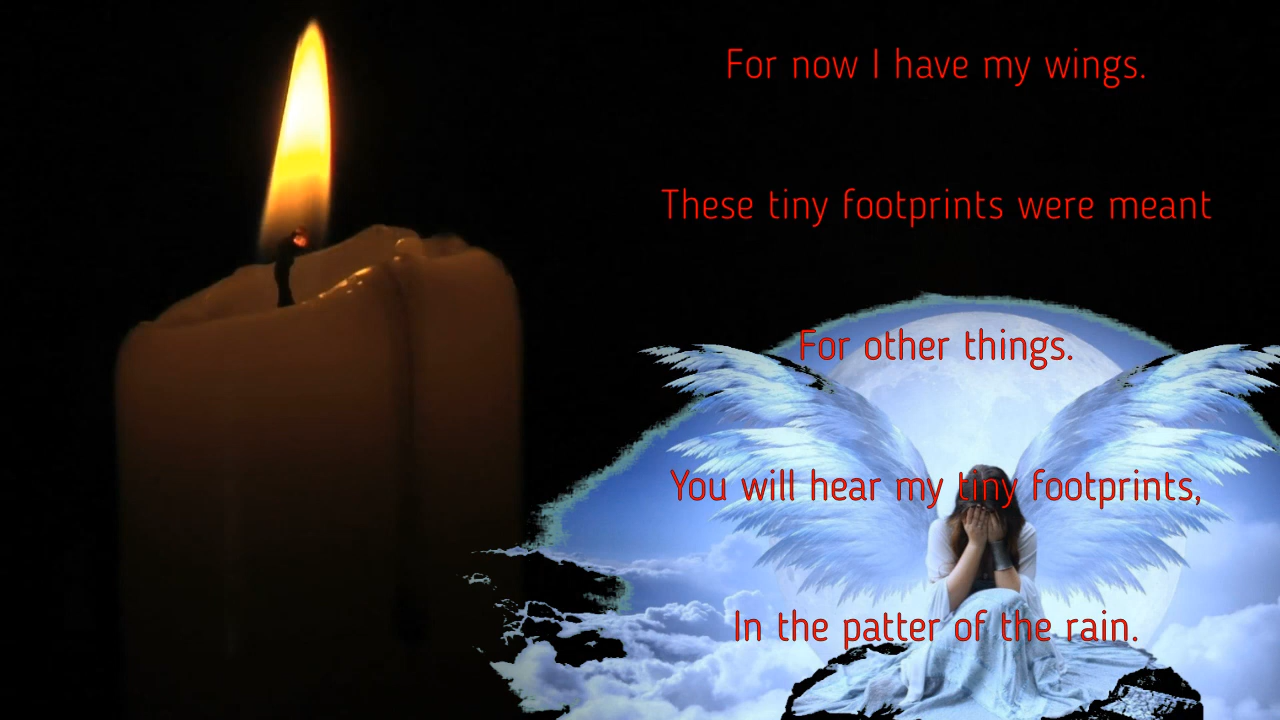 For now I have my wings.
These tiny footprints were meant
For other things.
You will hear my tiny footprints,
In the patter of the rain.